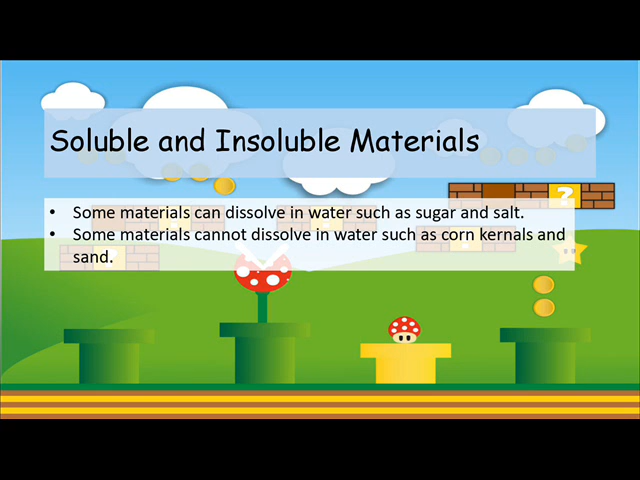 Soluble and Insoluble Materials
• Some materials can dissolve in water such as sugar and salt.
• Some materials cannot dissolve in water such as corn kernals and
sand.
?